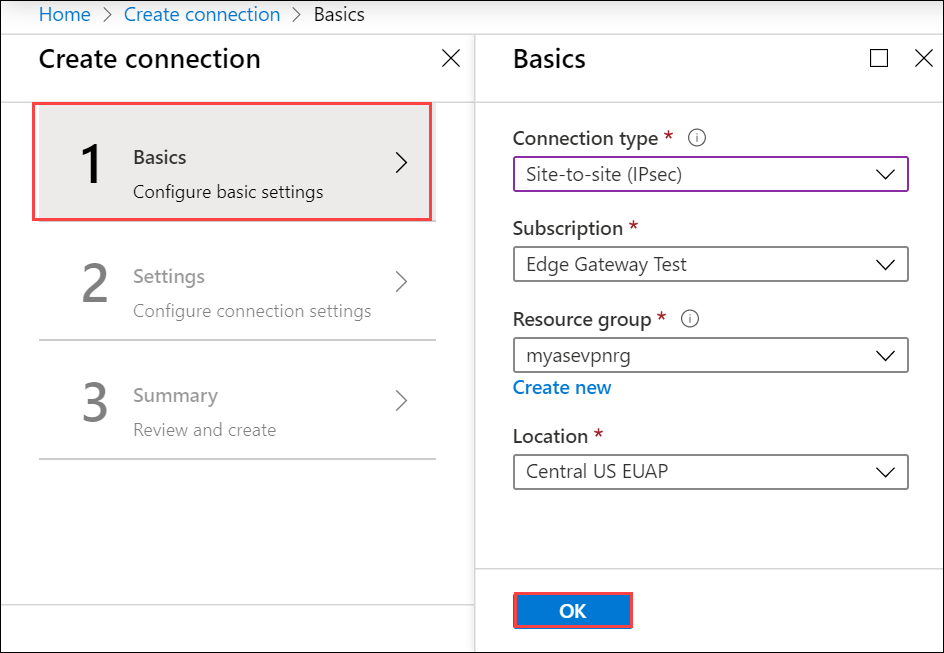 Home > Create connection > Basics
Create connection
1
Basics
Configure basic settings
2
Settings
Configure connection settings
3
Summary
Review and create
Basics
Connection type *
Site-to-site (IPsec)
Subscription *
Edge Gateway Test
Resource group *
myasevpnrg
Create new
Location *
Central US EUAP
OK